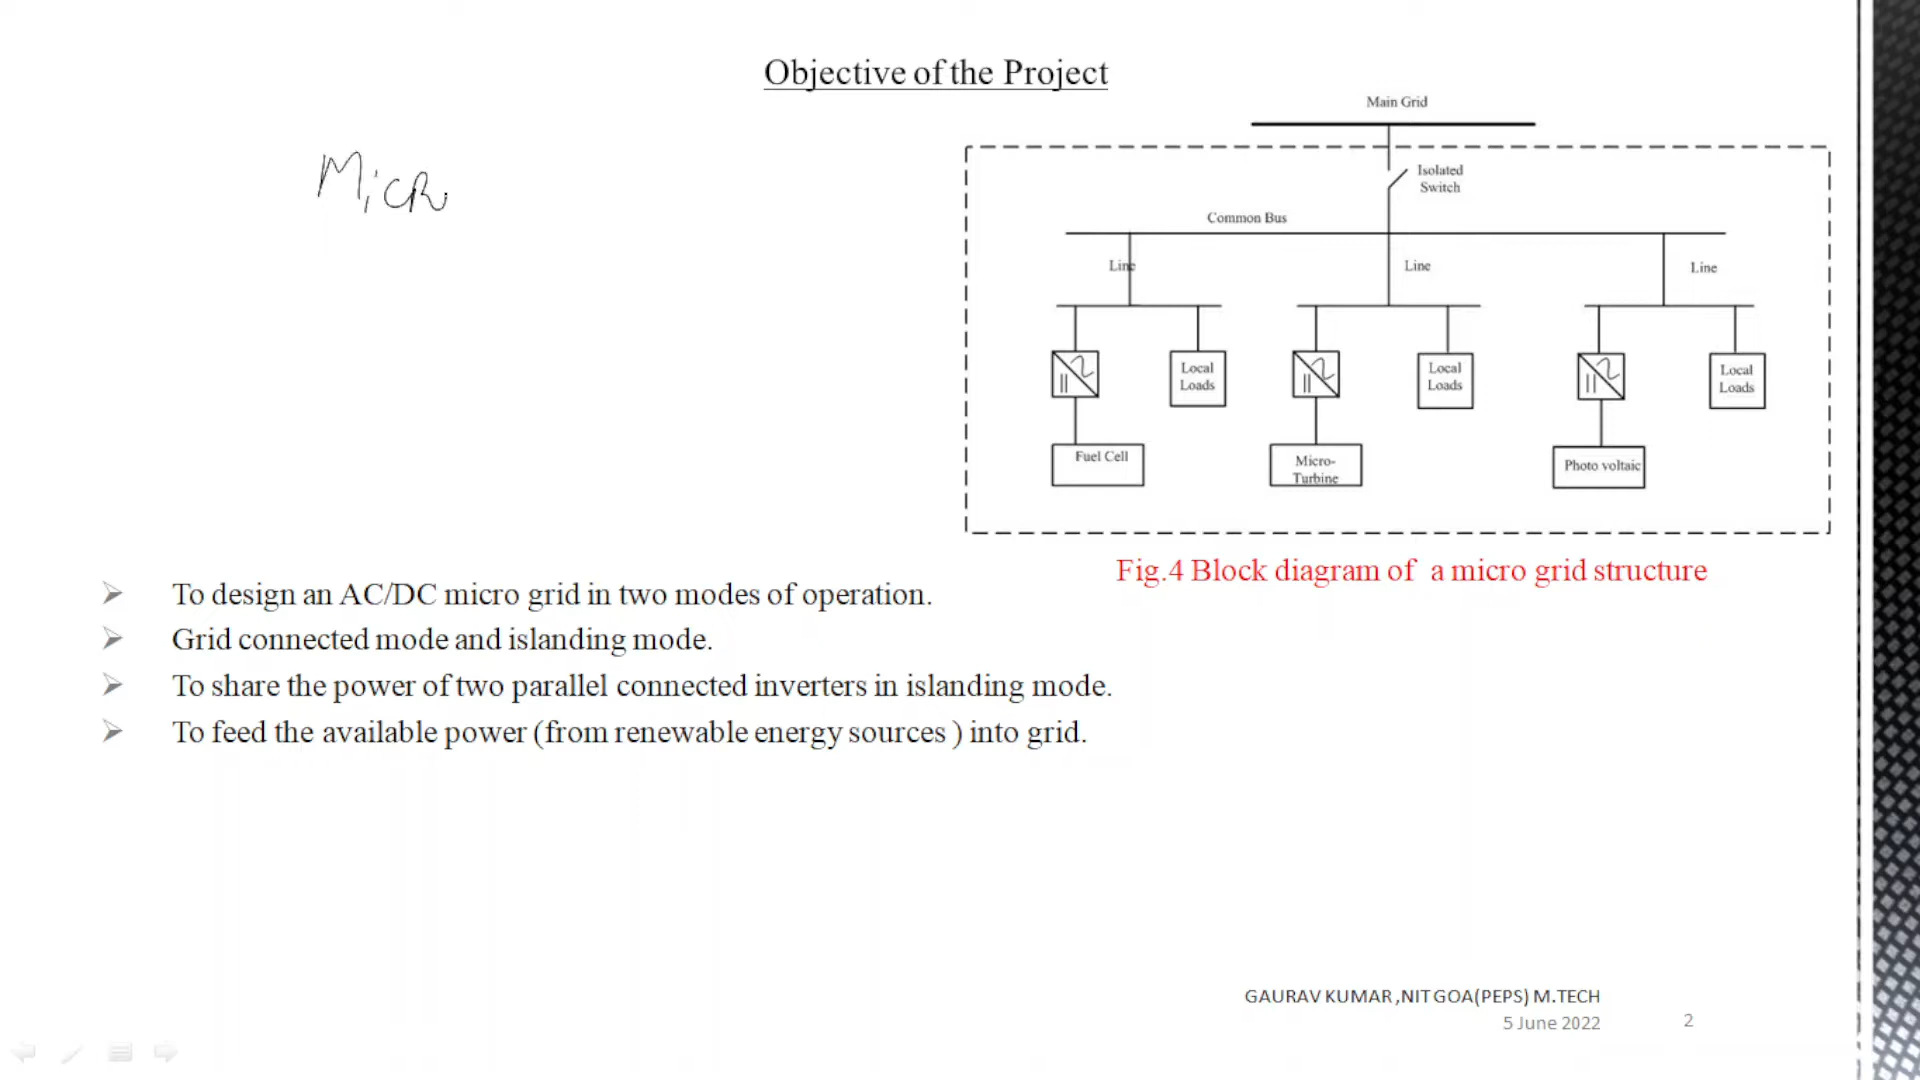 Objective of the Project
Main Grid
Micr
Isolated
Switch
Common Bus
Line
Line
Line
Local
Loads
Local
Loads
Local
Loads
Fuel Cell
Micro-
Turbine
Photo voltaic
Fig.4 Block diagram of a micro grid structure
To design an AC/DC micro grid in two modes of operation.
Grid connected mode and islanding mode.
To share the power of two parallel connected inverters in islanding mode.
To feed the available power (from renewable energy sources ) into grid.
GAURAV KUMAR ,NIT GOA(PEPS) M.TECH
5 June 2022
2